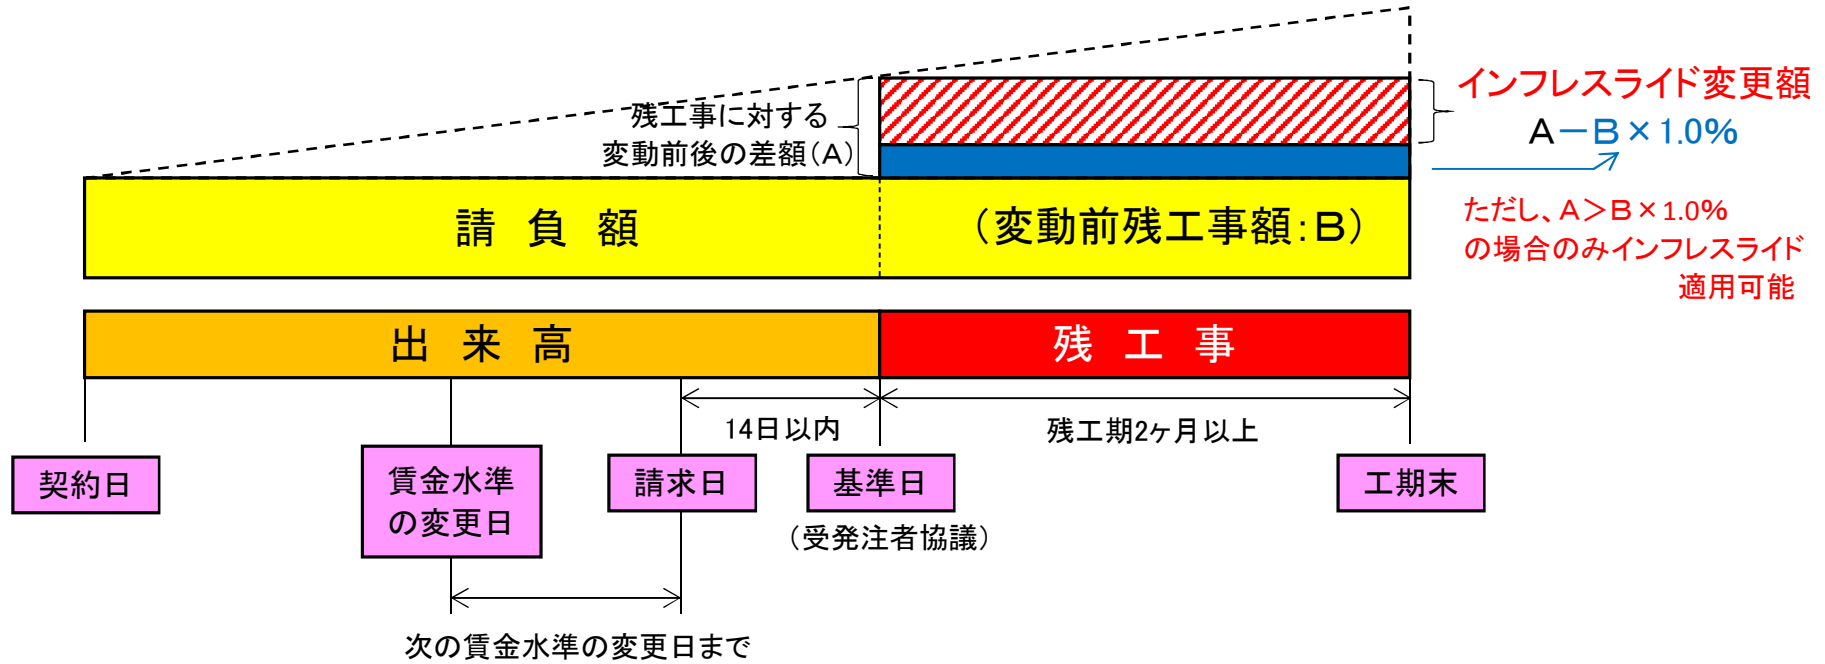 残工事に対する
変動前後の差額(A)
インフレスライド変更額
A－B×1.0%
ただし、A＞B×1.0%
の場合のみインフレスライド
適用可能
請　負　額
(変動前残工事額:B)
出　来　高
残　工　事
14日以内
残工期2ヶ月以上
契約日
賃金水準
の変更日
請求日
基準日
工期末
(受発注者協議)
次の賃金水準の変更日まで